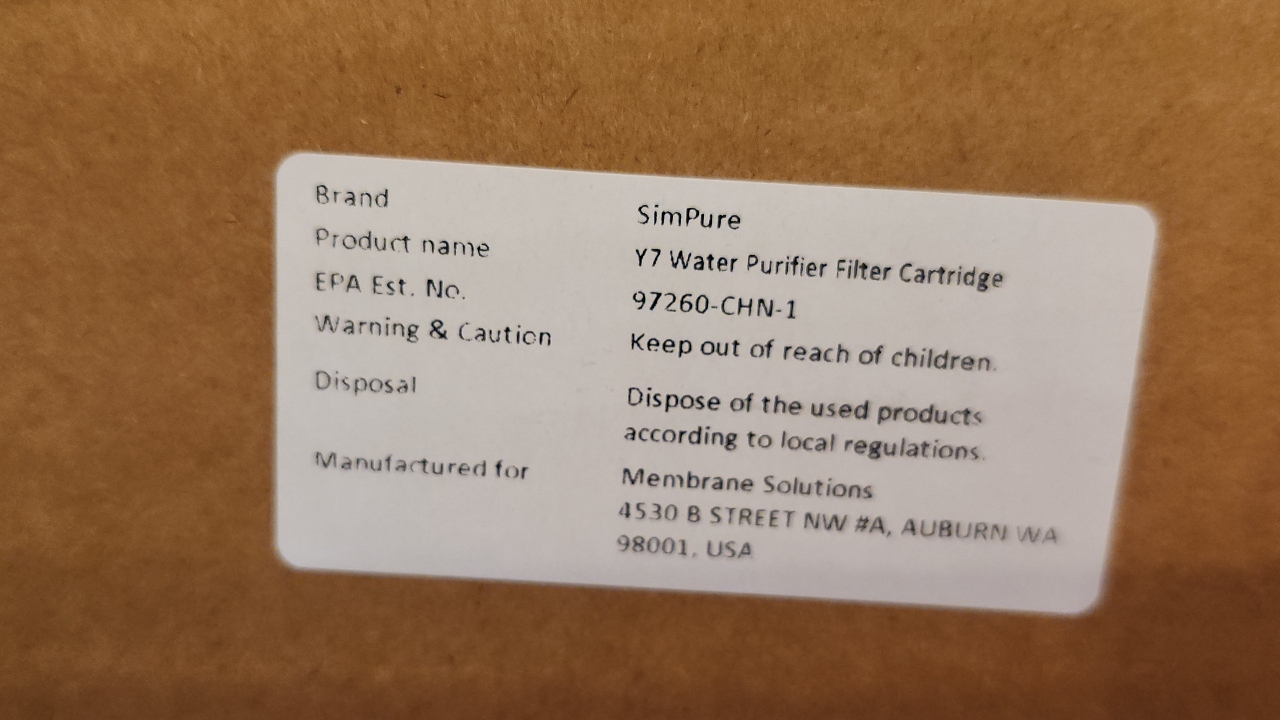 Brand SimPure
Product name Y7 Water Purifier Filter Cartridge
EPA Est. No. 97260-CHN-1
Warning & Caution Keep out of reach of children.
Disposal Dispose of the used products
according to local regulations.
Manufactured for Membrane Solutions
4530 B STREET NW #A, AUBURN WA
98001, USA